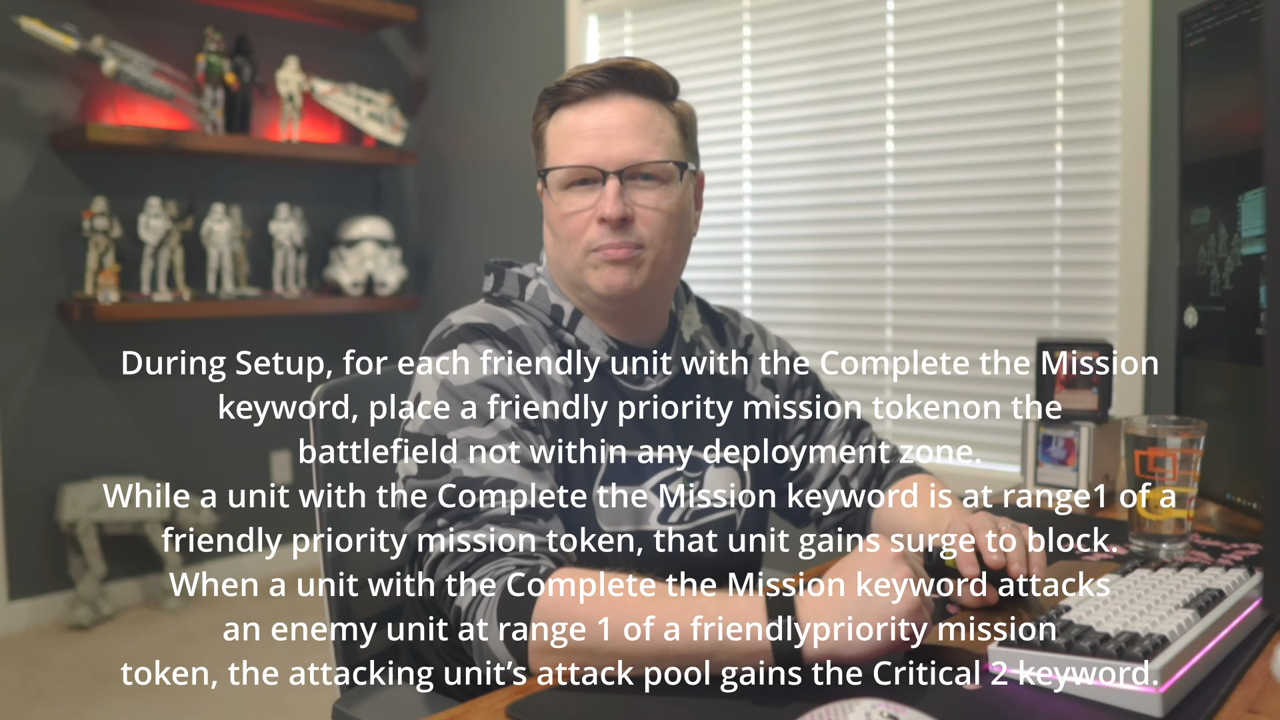 During Setup, for each friendly unit with the Complete the Mission
keyword, place a friendly priority mission tokenon the
battlefield not within any deployment zone.
While a unit with the Complete the Mission keyword is at range1 of a
friendly priority mission token, that unit gains surge to block.
When a unit with the Complete the Mission keyword attacks
an enemy unit at range 1 of a friendlypriority mission
token, the attacking unit’s attack pool gains the Critical 2 keyword.